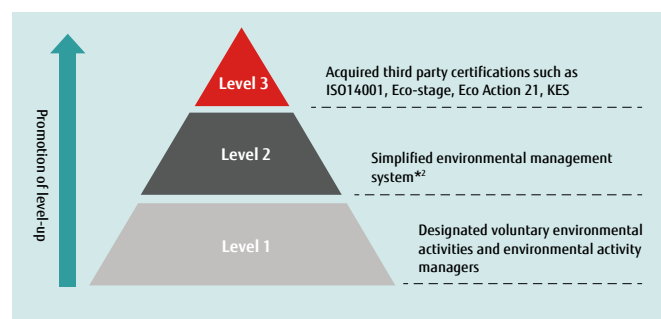 Promotion of level-up
Level 3
Acquired third party certifications such as
ISO14001, Eco-stage, Eco Action 21, KES
Level 2
Simplified environmental management
system*²
Level 1
Designated voluntary environmental
activities and environmental activity
managers